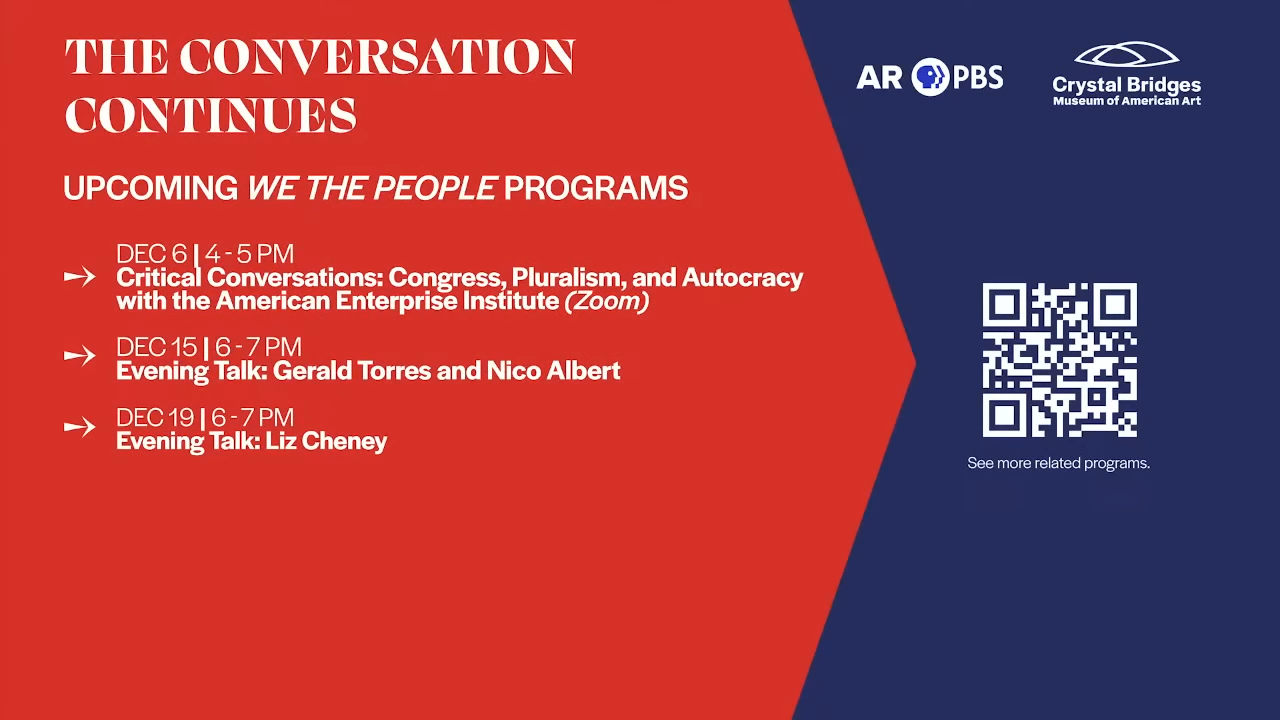 THE CONVERSATION
CONTINUES
UPCOMING WE THE PEOPLE PROGRAMS
DEC 6 | 4 - 5 PM
Critical Conversations: Congress, Pluralism, and Autocracy
with the American Enterprise Institute (Zoom)
DEC 15 | 6 - 7 PM
Evening Talk: Gerald Torres and Nico Albert
DEC 19 | 6 - 7 PM
Evening Talk: Liz Cheney
AR PBS
Crystal Bridges
Museum of American Art
See more related programs.